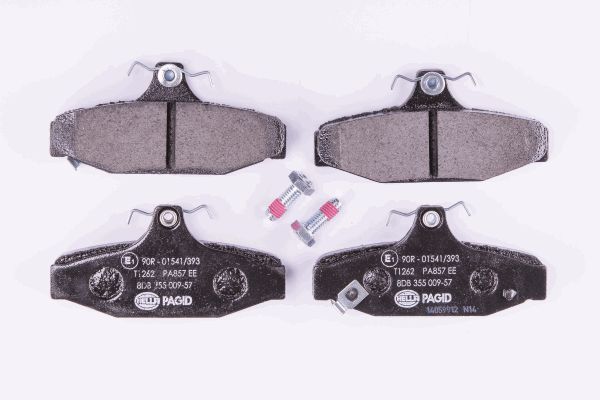 E1 90R - 01541/393
T1262 PA857 EE
8DB 355 009-57
HELLA PAGID
E1 90R - 01541/393
T1262 PA857 EE
8DB 355 009-57
HELLA PAGID
14059912 N14